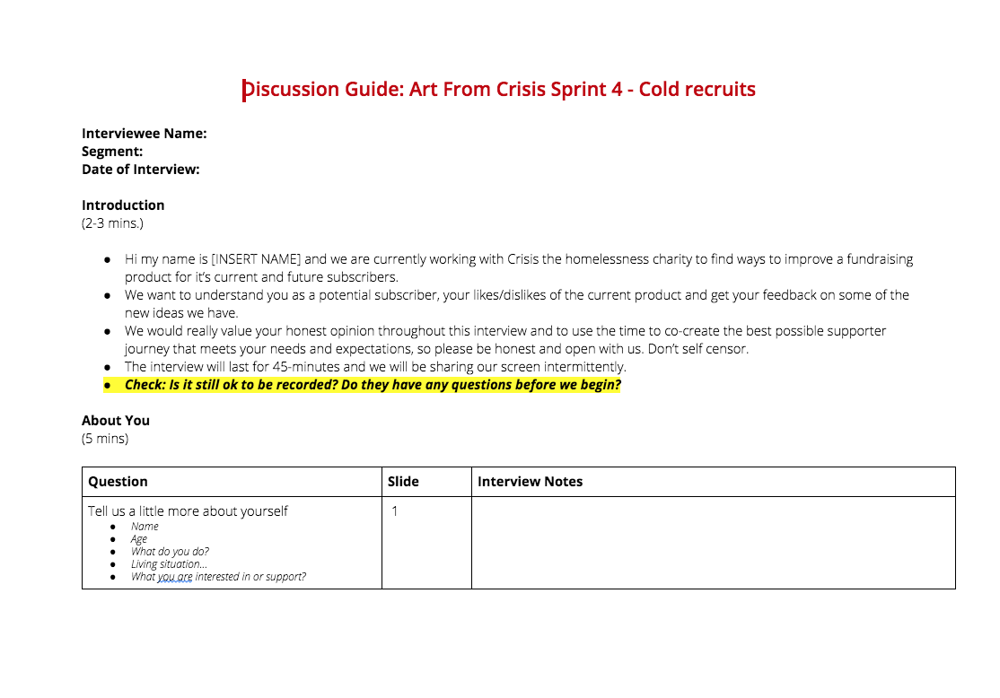 Discussion Guide: Art From Crisis Sprint 4 - Cold recruits
Interviewee Name:
Segment:
Date of Interview:
Introduction
(2-3 mins.)
● Hi my name is [INSERT NAME] and we are currently working with Crisis the homelessness charity to find ways to improve a fundraising
product for it's current and future subscribers.
● We want to understand you as a potential subscriber, your likes/dislikes of the current product and get your feedback on some of the
new ideas we have.
● We would really value your honest opinion throughout this interview and to use the time to co-create the best possible supporter
journey that meets your needs and expectations, so please be honest and open with us. Don't self censor.
● The interview will last for 45-minutes and we will be sharing our screen intermittently.
● Check: Is it still ok to be recorded? Do they have any questions before we begin?
About You
(5 mins)
Question Slide Interview Notes
Tell us a little more about yourself 1
● Name
● Age
● What do you do?
● Living situation...
● What you are interested in or support?